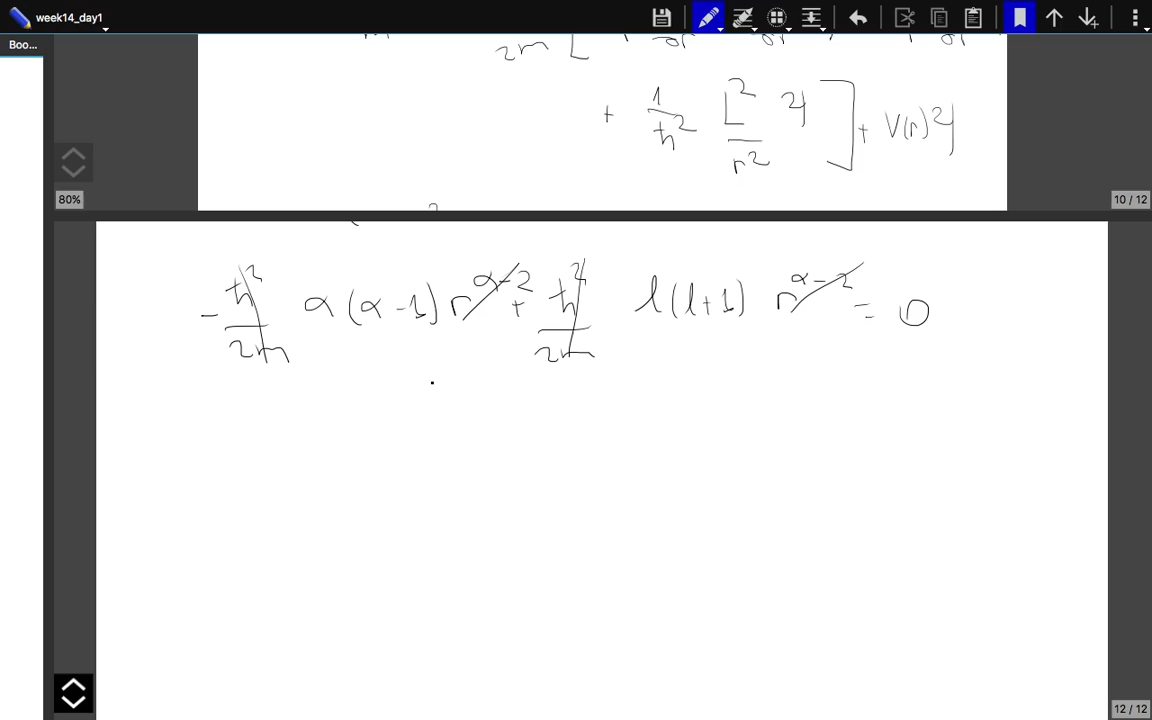 week14_day1
Boo...
2m [
+ 1/ħ² L²/r² ψ ] + V(r) ψ
80%
10 / 12
- ħ²/2m α(α-1) r^α-2 + ħ²/2m l(l+1) r^α-2 = 0
12 / 12